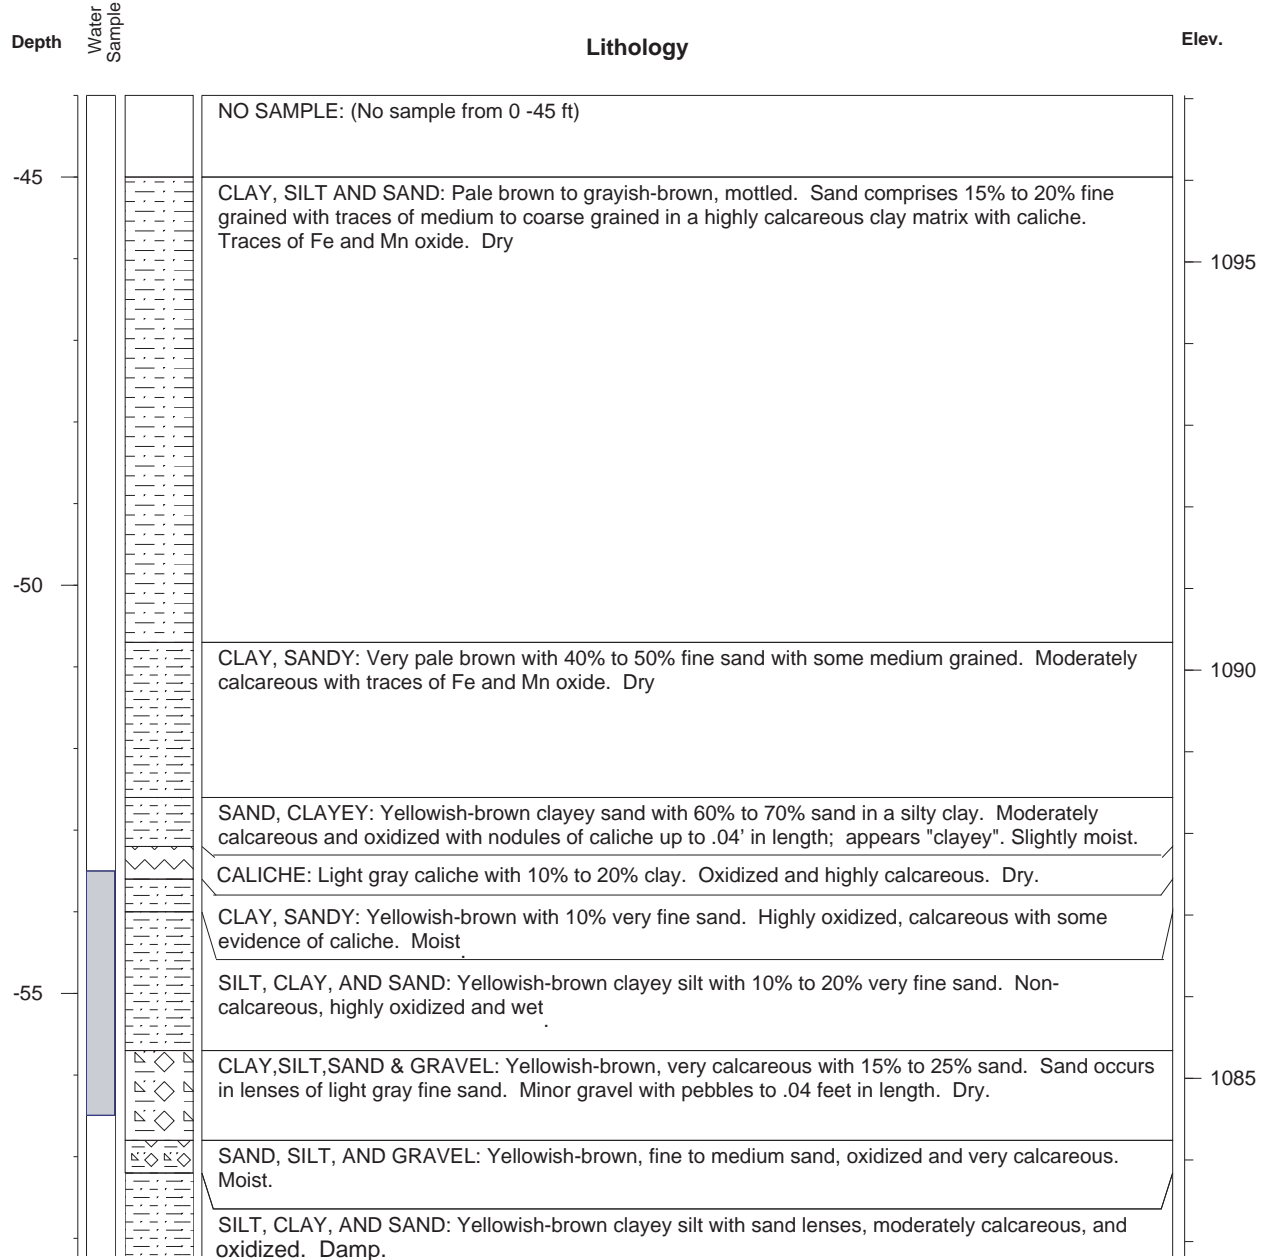 Depth
Water
Sample
Lithology
Elev.
NO SAMPLE: (No sample from 0 -45 ft)
-45
CLAY, SILT AND SAND: Pale brown to grayish-brown, mottled.  Sand comprises 15% to 20% fine
grained with traces of medium to coarse grained in a highly calcareous clay matrix with caliche.
Traces of Fe and Mn oxide.  Dry
1095
-50
CLAY, SANDY: Very pale brown with 40% to 50% fine sand with some medium grained.  Moderately
calcareous with traces of Fe and Mn oxide.  Dry
1090
SAND, CLAYEY: Yellowish-brown clayey sand with 60% to 70% sand in a silty clay.  Moderately
calcareous and oxidized with nodules of caliche up to .04' in length;  appears "clayey". Slightly moist.
CALICHE: Light gray caliche with 10% to 20% clay.  Oxidized and highly calcareous.  Dry.
CLAY, SANDY: Yellowish-brown with 10% very fine sand.  Highly oxidized, calcareous with some
evidence of caliche.  Moist.
-55
SILT, CLAY, AND SAND: Yellowish-brown clayey silt with 10% to 20% very fine sand.  Non-
calcareous, highly oxidized and wet.
CLAY,SILT,SAND & GRAVEL: Yellowish-brown, very calcareous with 15% to 25% sand.  Sand occurs
in lenses of light gray fine sand.  Minor gravel with pebbles to .04 feet in length.  Dry.
1085
SAND, SILT, AND GRAVEL: Yellowish-brown, fine to medium sand, oxidized and very calcareous.
Moist.
SILT, CLAY, AND SAND: Yellowish-brown clayey silt with sand lenses, moderately calcareous, and
oxidized.  Damp.